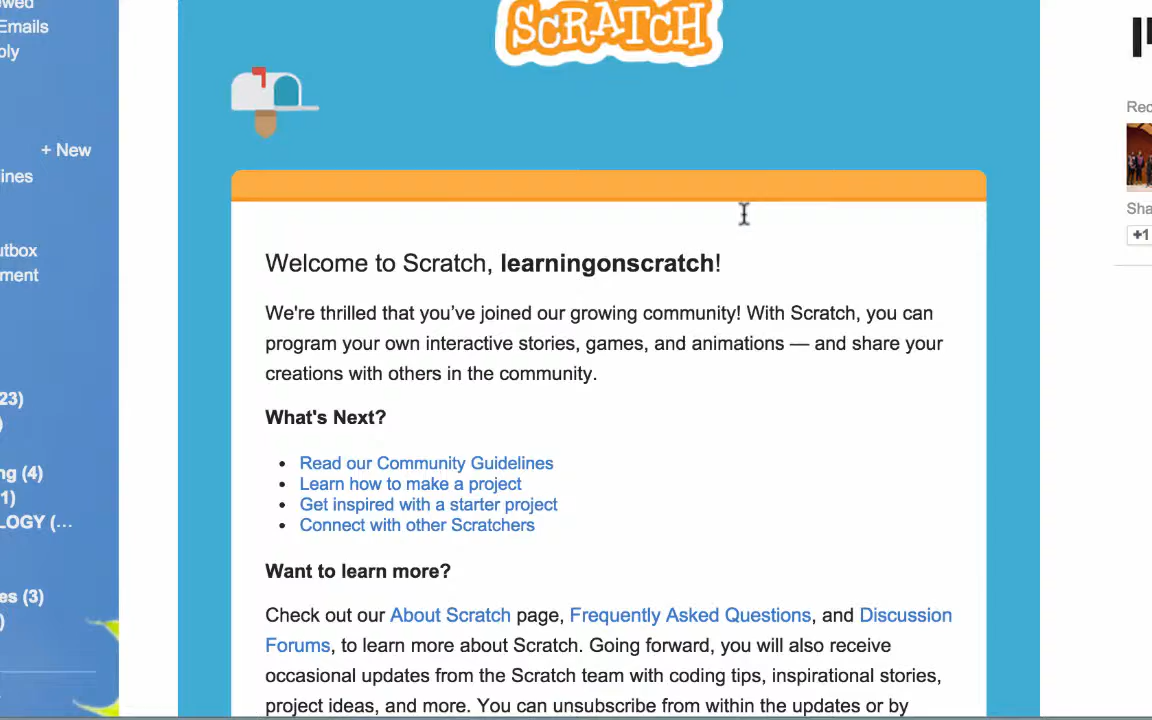 SCRATCH
Emails
+ New
Welcome to Scratch, learningonscratch!
We're thrilled that you’ve joined our growing community! With Scratch, you can
program your own interactive stories, games, and animations — and share your
creations with others in the community.
What's Next?
• Read our Community Guidelines
• Learn how to make a project
• Get inspired with a starter project
• Connect with other Scratchers
Want to learn more?
Check out our About Scratch page, Frequently Asked Questions, and Discussion
Forums, to learn more about Scratch. Going forward, you will also receive
occasional updates from the Scratch team with coding tips, inspirational stories,
project ideas, and more. You can unsubscribe from within the updates or by
ines
utbox
ment
23)
)
ng (4)
1)
LOGY (...
es (3)
)
Rec
Sha
+1